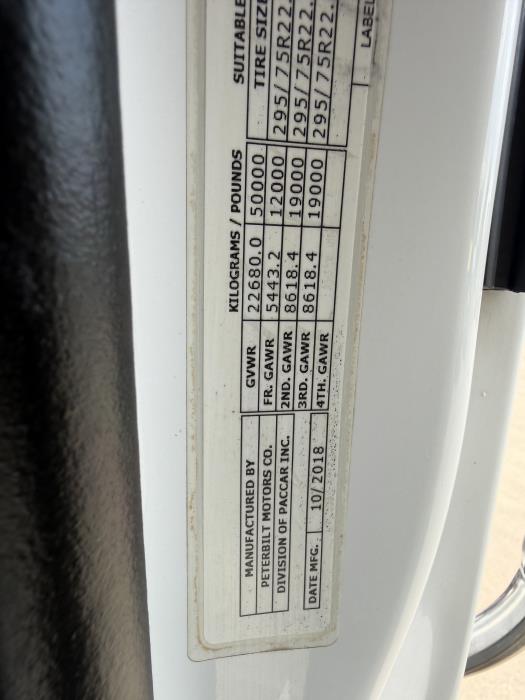 MANUFACTURED BY
PETERBILT MOTORS CO.
DIVISION OF PACCAR INC.
DATE MFG. 10/2018
KILOGRAMS / POUNDS
SUITABLE
TIRE SIZE
GVWR 22680.0 50000
FR. GAWR 5443.2 12000 295/75R22.
2ND. GAWR 8618.4 19000 295/75R22.
3RD. GAWR 8618.4 19000 295/75R22.
4TH. GAWR
LABEL